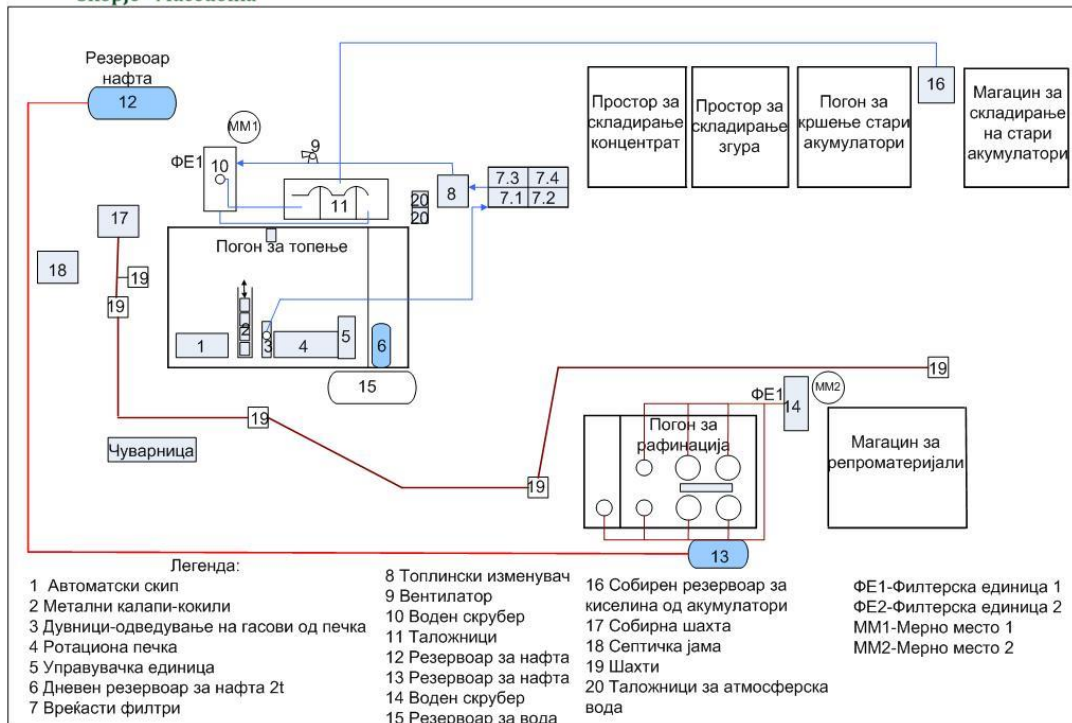 Резервоар
нафта
12
ММ1
9
ФЕ1
10
11
8
7.3 7.4
7.1 7.2
20
20
16
Простор за
складирање
концентрат
Простор за
складирање
згура
Погон за
кршење стари
акумулатори
Магацин за
складирање
на стари
акумулатори
17
18
19
19
Погон за топење
1
2
3
4
5
6
15
19
Чуварница
19
19
ФЕ1
14
ММ2
Погон за
рафинација
Магацин за
репроматеријали
13
Легенда:
1 Автоматски скип
2 Метални калапи-кокили
3 Дувници-одведување на гасови од печка
4 Ротациона печка
5 Управувачка единица
6 Дневен резервоар за нафта 2t
7 Вреќасти филтри
8 Топлински изменувач
9 Вентилатор
10 Воден скрубер
11 Таложници
12 Резервоар за нафта
13 Резервоар за нафта
14 Воден скрубер
15 Резервоар за вода
16 Собирен резервоар за
киселина од акумулатори
17 Собирна шахта
18 Септичка јама
19 Шахти
20 Таложници за атмосферска
вода
ФЕ1-Филтерска единица 1
ФЕ2-Филтерска единица 2
ММ1-Мерно место 1
ММ2-Мерно место 2